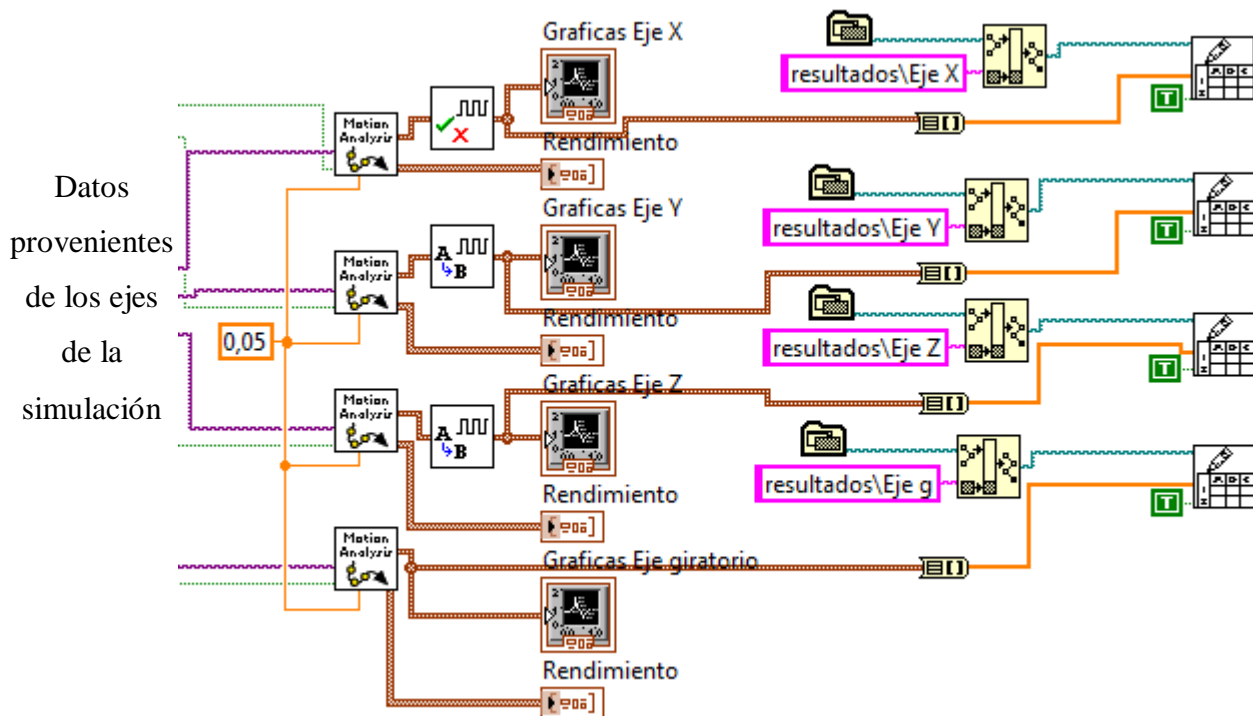 Datos
provenientes
de los ejes
de la
simulación
0,05
Graficas Eje X
Motion
Analysis
Rendimiento
resultados\Eje X
T
Graficas Eje Y
Motion
Analysis
A
B
Rendimiento
resultados\Eje Y
T
Graficas Eje Z
Motion
Analysis
A
B
Rendimiento
resultados\Eje Z
T
Graficas Eje giratorio
Motion
Analysis
Rendimiento
resultados\Eje g
T